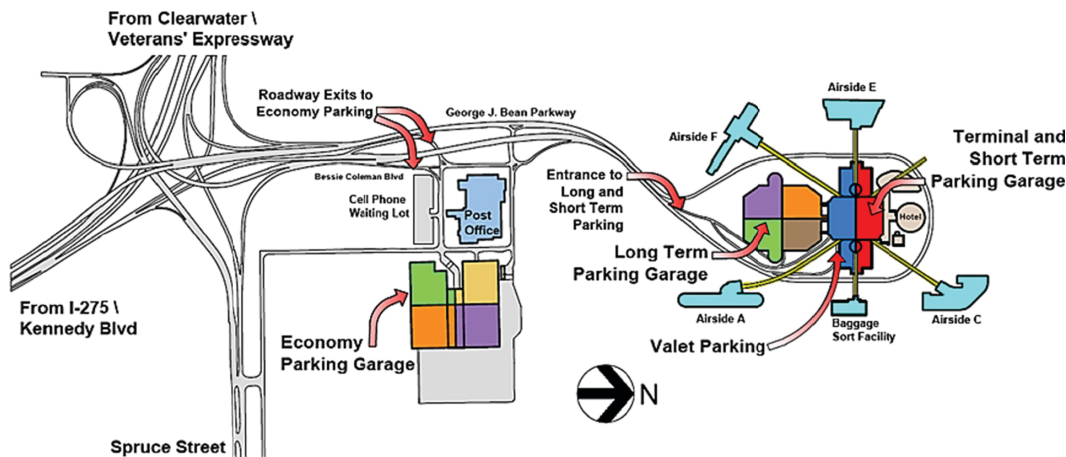 From Clearwater \
Veterans' Expressway
Roadway Exits to
Economy Parking
George J. Bean Parkway
Airside E
Airside F
Terminal and
Short Term
Parking Garage
Bessie Coleman Blvd
Cell Phone
Waiting Lot
Post
Office
Entrance to
Long and
Short Term
Parking
Hotel
Long Term
Parking Garage
From I-275 \
Kennedy Blvd
Economy
Parking Garage
Airside A
Baggage
Sort Facility
Airside C
Valet Parking
N
Spruce Street